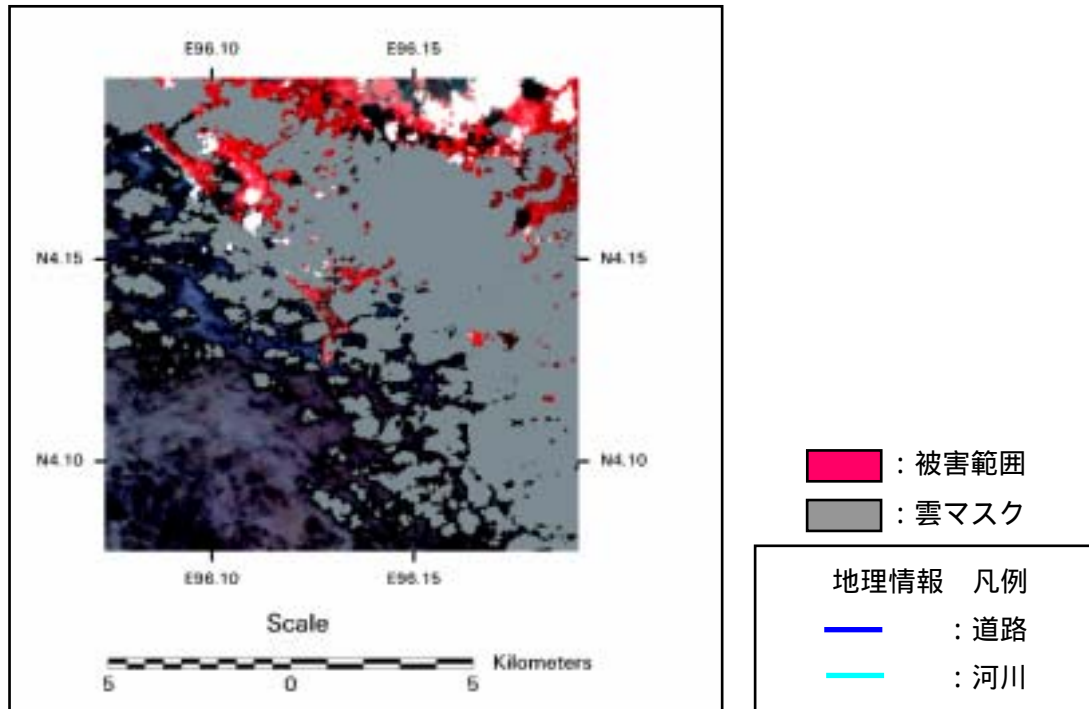 E96.10 E96.15
N4.15 N4.15
N4.10 N4.10
E96.10 E96.15
Scale
Kilometers
5 0 5
：被害範囲
：雲マスク
地理情報 凡例
：道路
：河川